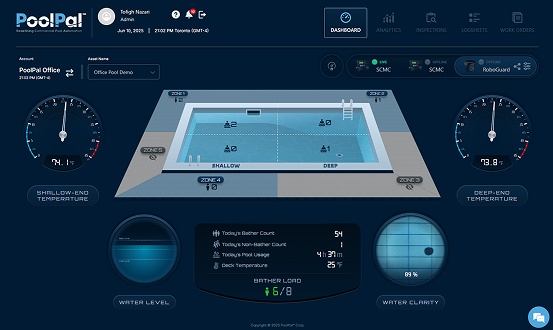 PoolPal™
Redefining Commercial Pool Automation
Tofigh Nazari
Admin
Jun 10, 2025 | 21:02 PM Toronto (GMT-4)
DASHBOARD
ANALYTICS
INSPECTIONS
LOGSHEETS
WORK ORDERS
Account
PoolPal Office
21:02 PM (GMT-4)
Asset Name
Office Pool Demo
LIVE
SCMC
OFFLINE
SCMC
OFFLINE
RoboGuard
ZONE 1
ZONE 2
2
0
0
1
SHALLOW
DEEP
ZONE 5
ZONE 4
0
ZONE 3
74.1 °F
SHALLOW-END
TEMPERATURE
73.8 °F
DEEP-END
TEMPERATURE
Today's Bather Count 54
Today's Non-Bather Count 1
Today's Pool Usage 4 h 37 m
Deck Temperature 25 °F
BATHER LOAD
6/8
WATER LEVEL
89 %
WATER CLARITY
Copyright © 2025 PoolPal™ Corp.